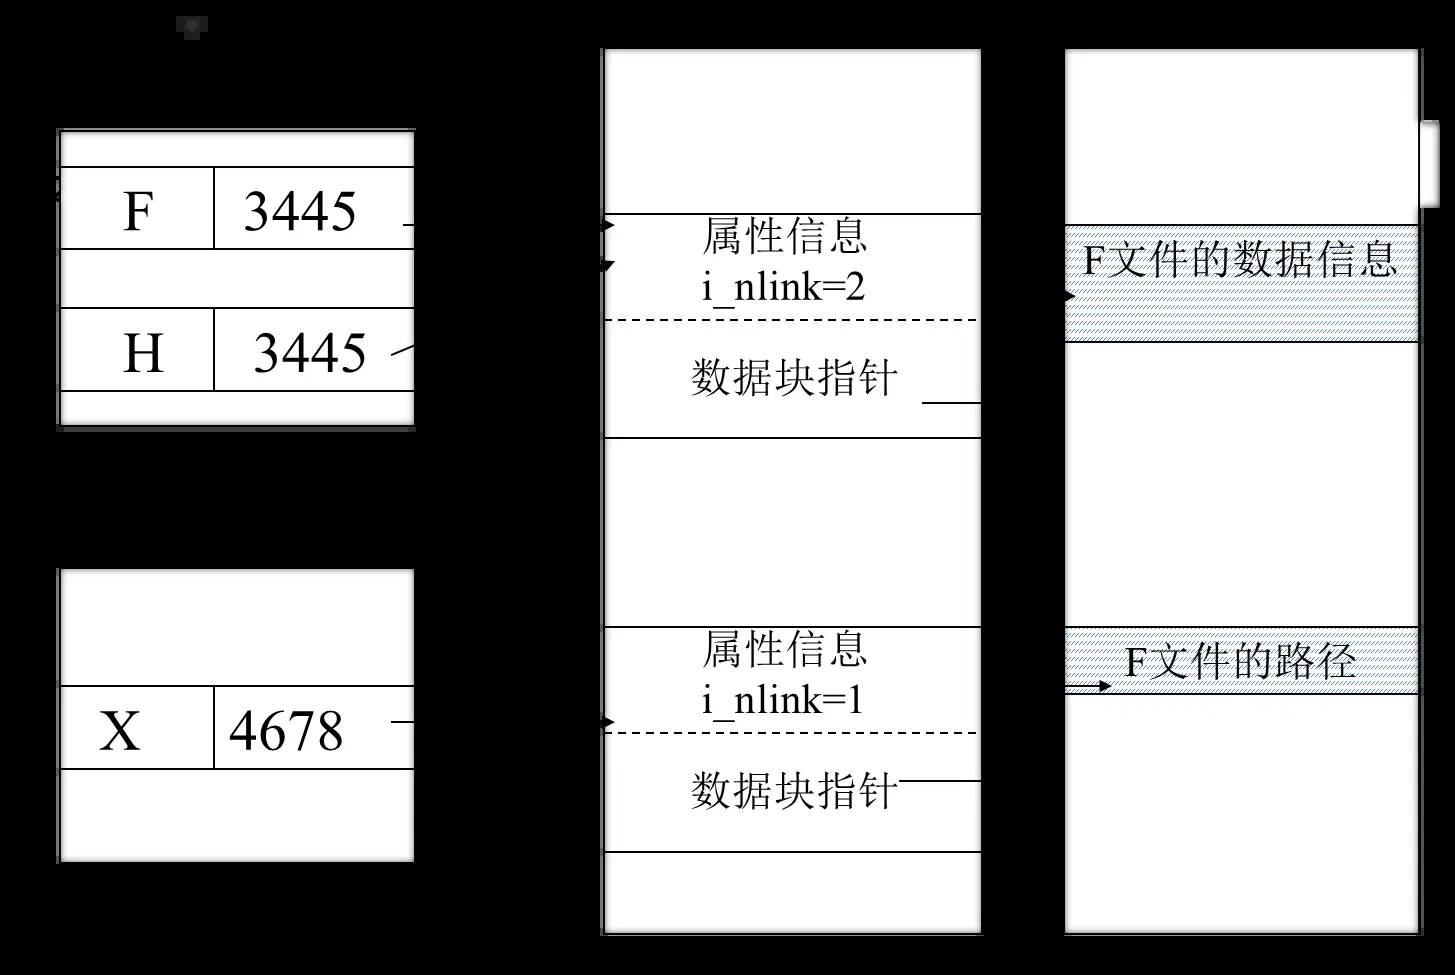 F 3445
H 3445
X 4678
属性信息
i_nlink=2
数据块指针
属性信息
i_nlink=1
数据块指针
F文件的数据信息
F文件的路径